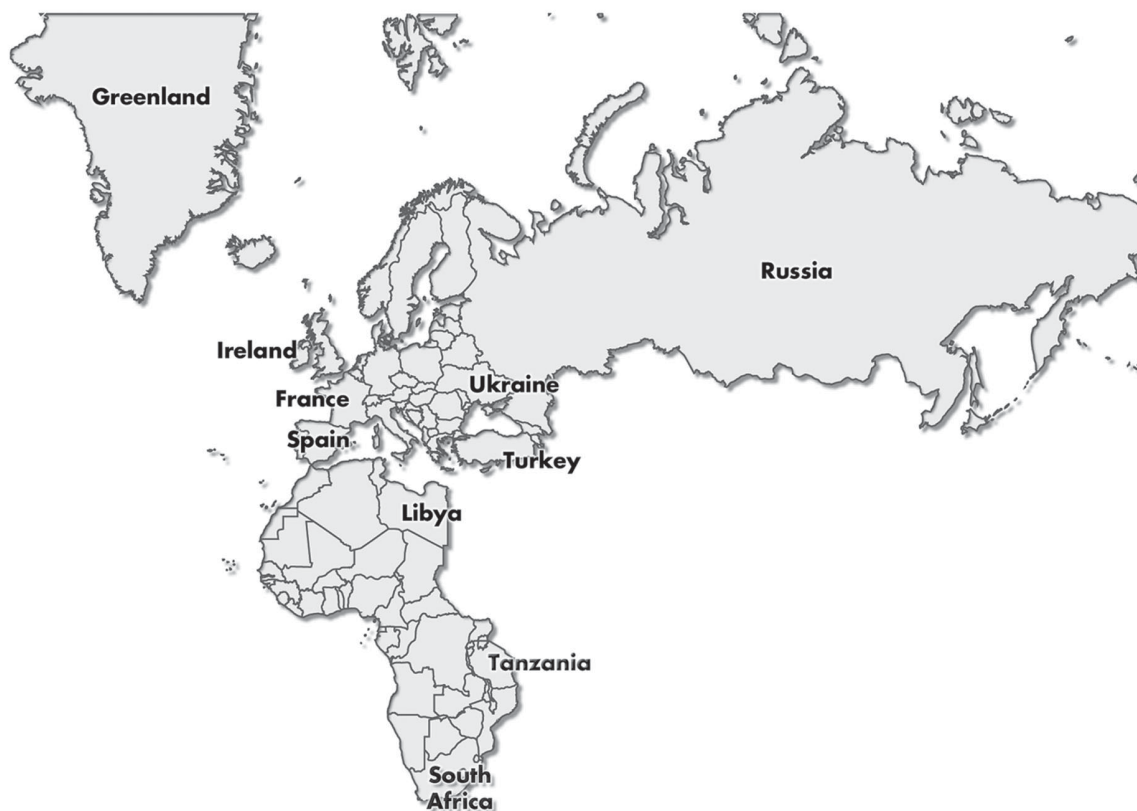 Greenland
Russia
Ireland
Ukraine
France
Spain
Turkey
Libya
Tanzania
South
Africa